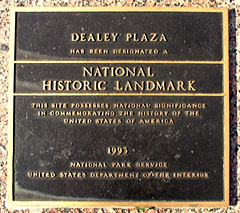 DEALEY PLAZA
HAS BEEN DESIGNATED A
NATIONAL
HISTORIC LANDMARK
THIS SITE POSSESSES NATIONAL SIGNIFICANCE
IN COMMEMORATING THE HISTORY OF THE
UNITED STATES OF AMERICA
1993
NATIONAL PARK SERVICE
UNITED STATES DEPARTMENT OF THE INTERIOR